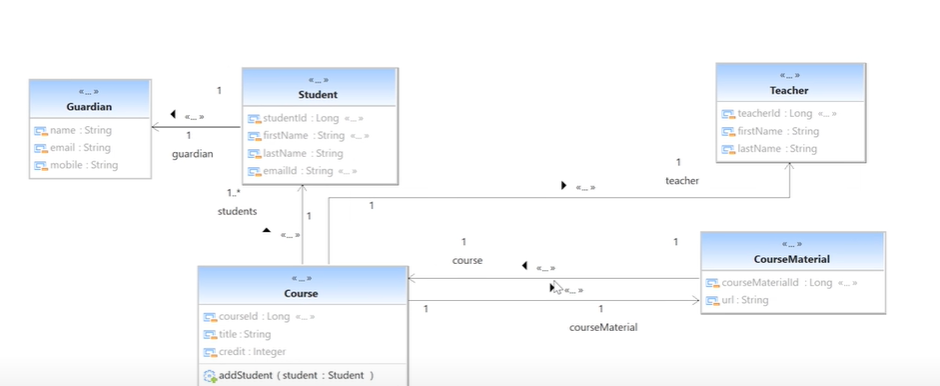 «...»
Guardian
name : String
email : String
mobile : String
1
«...»
1
guardian
«...»
Student
studentId : Long «...»
firstName : String «...»
lastName : String
emailId : String «...»
«...»
Teacher
teacherId : Long «...»
firstName : String
lastName : String
1..*
students
1
«...»
1
«...»
1
teacher
«...»
Course
courseId : Long «...»
title : String
credit : Integer
addStudent ( student : Student )
1
course
«...»
1
«...»
1
1
courseMaterial
«...»
CourseMaterial
courseMaterialId : Long «...»
url : String